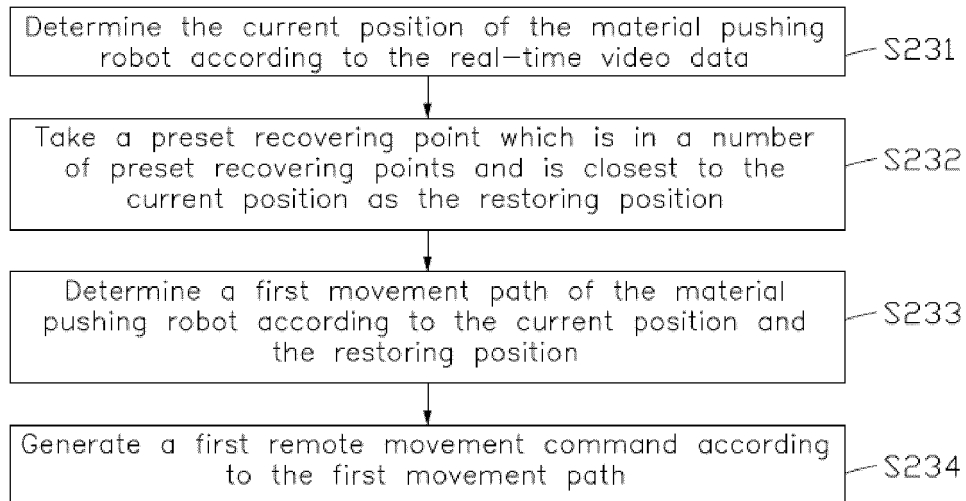 Determine the current position of the material pushing
robot according to the real-time video data
S231
Take a preset recovering point which is in a number
of preset recovering points and is closest to the
current position as the restoring position
S232
Determine a first movement path of the material
pushing robot according to the current position and
the restoring position
S233
Generate a first remote movement command according
to the first movement path
S234